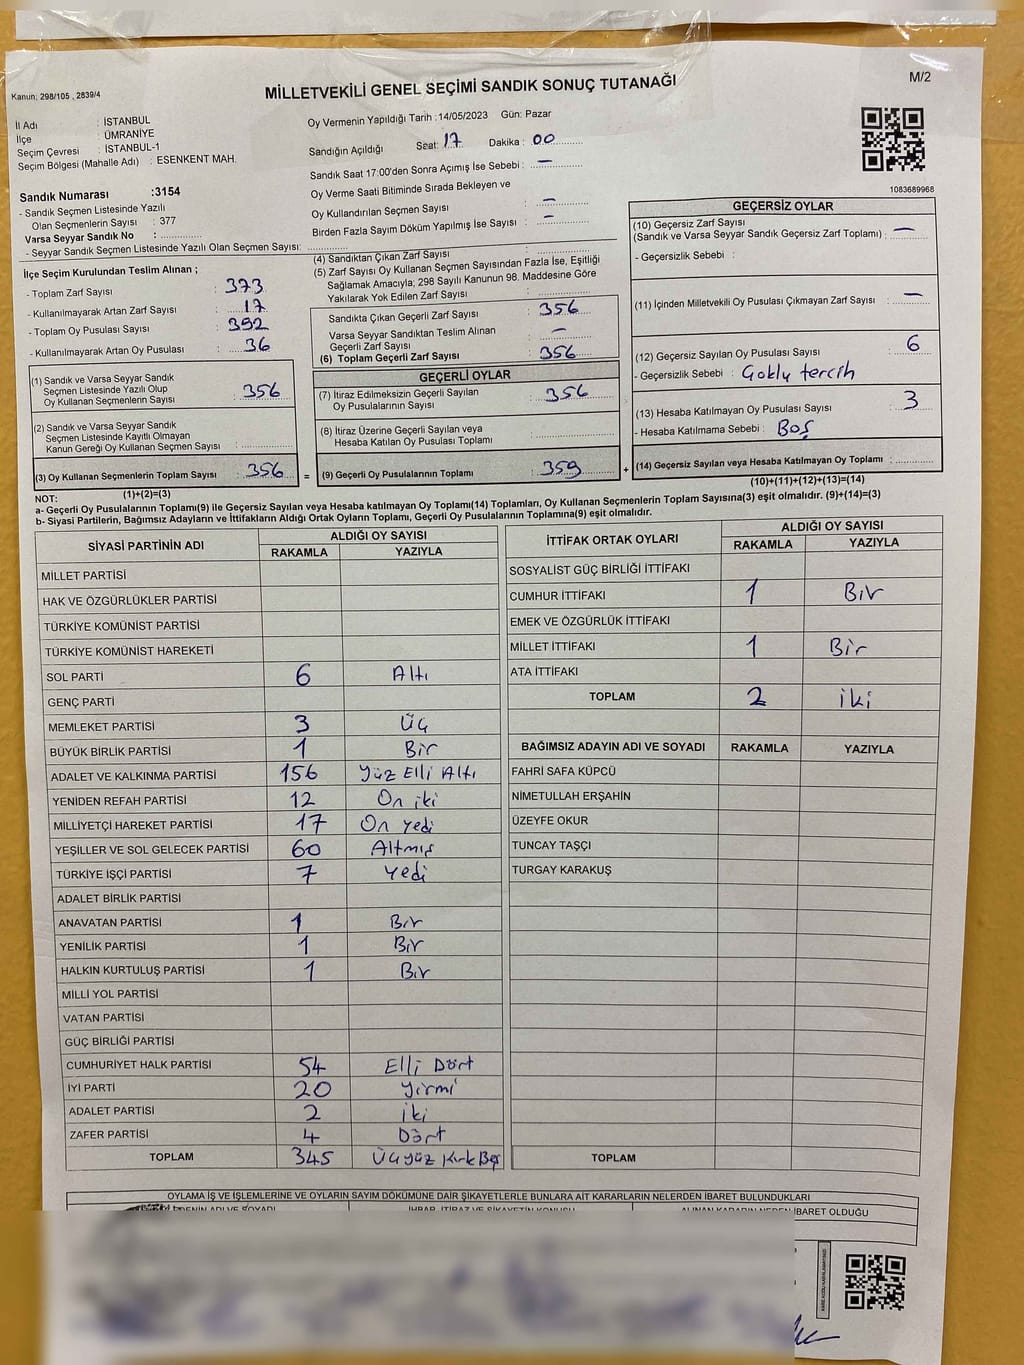 Kanun; 298/105 , 2839/4
MİLLETVEKİLİ GENEL SEÇİMİ SANDIK SONUÇ TUTANAĞI
M/2
İl Adı : İSTANBUL
İlçe : ÜMRANİYE
Seçim Çevresi : İSTANBUL-1
Seçim Bölgesi (Mahalle Adı) : ESENKENT MAH.
Sandık Numarası :3154
- Sandık Seçmen Listesinde Yazılı
Olan Seçmenlerin Sayısı : 377
Varsa Seyyar Sandık No :
- Seyyar Sandık Seçmen Listesinde Yazılı Olan Seçmen Sayısı:
Oy Vermenin Yapıldığı Tarih :14/05/2023 Gün: Pazar
Sandığın Açıldığı Saat: 17 Dakika : 00
Sandık Saat 17:00'den Sonra Açımış İse Sebebi : —
Oy Verme Saati Bitiminde Sırada Bekleyen ve
Oy Kullandırılan Seçmen Sayısı : —
Birden Fazla Sayım Döküm Yapılmış İse Sayısı : —
1083689968
İlçe Seçim Kurulundan Teslim Alınan ;
- Toplam Zarf Sayısı : 373
- Kullanılmayarak Artan Zarf Sayısı : 17
- Toplam Oy Pusulası Sayısı : 392
- Kullanılmayarak Artan Oy Pusulası : 36
(4) Sandıktan Çıkan Zarf Sayısı :
(5) Zarf Sayısı Oy Kullanan Seçmen Sayısından Fazla İse, Eşitliği
Sağlamak Amacıyla; 298 Sayılı Kanunun 98. Maddesine Göre
Yakılarak Yok Edilen Zarf Sayısı :
Sandıkta Çıkan Geçerli Zarf Sayısı : 356
Varsa Seyyar Sandıktan Teslim Alınan
Geçerli Zarf Sayısı : —
(6) Toplam Geçerli Zarf Sayısı : 356
GEÇERSİZ OYLAR
(10) Geçersiz Zarf Sayısı
(Sandık ve Varsa Seyyar Sandık Geçersiz Zarf Toplamı) : —
- Geçersizlik Sebebi :
(11) İçinden Milletvekili Oy Pusulası Çıkmayan Zarf Sayısı : —
(12) Geçersiz Sayılan Oy Pusulası Sayısı : 6
- Geçersizlik Sebebi : Goklu tercih
(13) Hesaba Katılmayan Oy Pusulası Sayısı : 3
- Hesaba Katılmama Sebebi : Boş
(14) Geçersiz Sayılan veya Hesaba Katılmayan Oy Toplamı :
(10)+(11)+(12)+(13)=(14)
(1) Sandık ve Varsa Seyyar Sandık
Seçmen Listesinde Yazılı Olup
Oy Kullanan Seçmenlerin Sayısı : 356
(2) Sandık ve Varsa Seyyar Sandık
Seçmen Listesinde Kayıtlı Olmayan
Kanun Gereği Oy Kullanan Seçmen Sayısı :
(3) Oy Kullanan Seçmenlerin Toplam Sayısı : 356 =
(1)+(2)=(3)
GEÇERLİ OYLAR
(7) İtiraz Edilmeksizin Geçerli Sayılan
Oy Pusulalarının Sayısı : 356
(8) İtiraz Üzerine Geçerli Sayılan veya
Hesaba Katılan Oy Pusulası Toplamı :
(9) Geçerli Oy Pusulalarının Toplamı : 359 +
NOT:
a- Geçerli Oy Pusulalarının Toplamı(9) ile Geçersiz Sayılan veya Hesaba katılmayan Oy Toplamı(14) Toplamları, Oy Kullanan Seçmenlerin Toplam Sayısına(3) eşit olmalıdır. (9)+(14)=(3)
b- Siyasi Partilerin, Bağımsız Adayların ve İttifakların Aldığı Ortak Oyların Toplamı, Geçerli Oy Pusulalarının Toplamına(9) eşit olmalıdır.
SİYASİ PARTİNİN ADI ALDIĞI OY SAYISI
RAKAMLA YAZIYLA
MİLLET PARTİSİ
HAK VE ÖZGÜRLÜKLER PARTİSİ
TÜRKİYE KOMÜNİST PARTİSİ
TÜRKİYE KOMÜNİST HAREKETİ
SOL PARTİ 6 Altı
GENÇ PARTİ
MEMLEKET PARTİSİ 3 Üç
BÜYÜK BİRLİK PARTİSİ 1 Bir
ADALET VE KALKINMA PARTİSİ 156 Yüz Elli Altı
YENİDEN REFAH PARTİSİ 12 On iki
MİLLİYETÇİ HAREKET PARTİSİ 17 On yedi
YEŞİLLER VE SOL GELECEK PARTİSİ 60 Altmış
TÜRKİYE İŞÇİ PARTİSİ 7 Yedi
ADALET BİRLİK PARTİSİ
ANAVATAN PARTİSİ 1 Bır
YENİLİK PARTİSİ 1 Bır
HALKIN KURTULUŞ PARTİSİ 1 Bır
MİLLİ YOL PARTİSİ
VATAN PARTİSİ
GÜÇ BİRLİĞİ PARTİSİ
CUMHURİYET HALK PARTİSİ 54 Elli Dört
İYİ PARTİ 20 Yirmi
ADALET PARTİSİ 2 iki
ZAFER PARTİSİ 4 Dört
TOPLAM 345 Üçyüz Kırk Beş
İTTİFAK ORTAK OYLARI ALDIĞI OY SAYISI
RAKAMLA YAZIYLA
SOSYALİST GÜÇ BİRLİĞİ İTTİFAKI
CUMHUR İTTİFAKI 1 Bır
EMEK VE ÖZGÜRLÜK İTTİFAKI
MİLLET İTTİFAKI 1 Bir
ATA İTTİFAKI
TOPLAM 2 iki
BAĞIMSIZ ADAYIN ADI VE SOYADI RAKAMLA YAZIYLA
FAHRİ SAFA KÜPCÜ
NİMETULLAH ERŞAHİN
ÜZEYFE OKUR
TUNCAY TAŞÇI
TURGAY KARAKUŞ
TOPLAM
OYLAMA İŞ VE İŞLEMLERİNE VE OYLARIN SAYIM DÖKÜMÜNE DAİR ŞİKAYETLERLE BUNLARA AİT KARARLARIN NELERDEN İBARET BULUNDUKLARI
ADI VE SOYADI İHBAR, İTİRAZ VE ŞİKAYETİN KONUSU ALINAN KARARIN NEDEN İBARET OLDUĞU